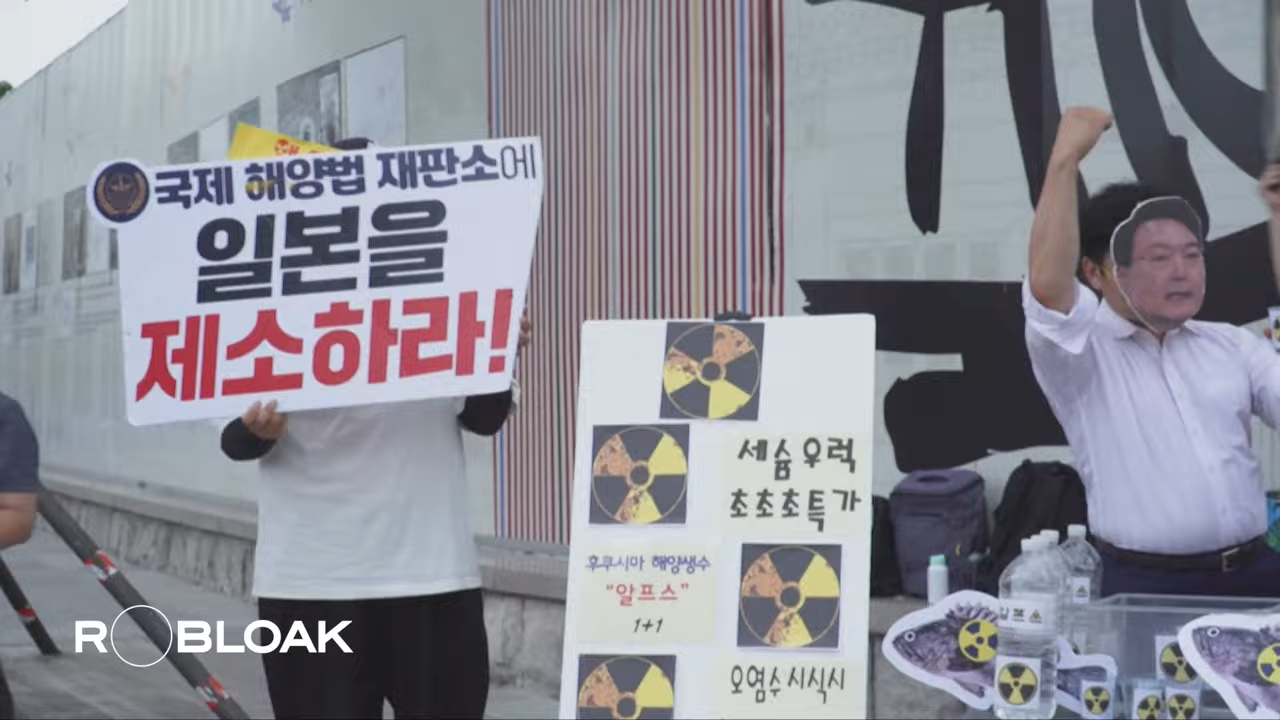 국제 해양법 재판소에
일본을
제소하라!
세슘우럭
초초초특가
후쿠시마 해양생수
"알프스"
1+1
오염수시식시
ROBLOAK